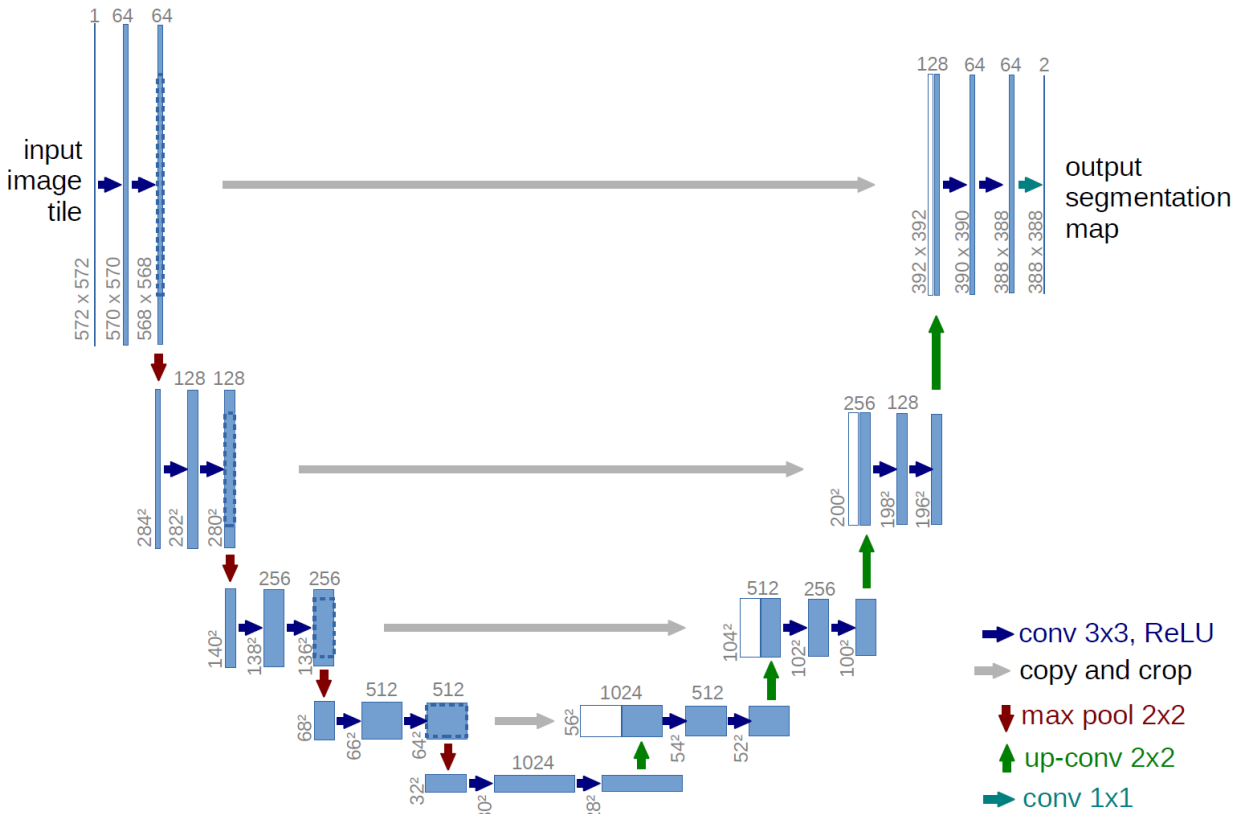 1 64 64
input
image
tile
572 x 572
570 x 570
568 x 568
128 64 64 2
392 x 392
390 x 390
388 x 388
388 x 388
output
segmentation
map
128 128
284²
282²
280²
256 128
200²
198²
196²
256 256
140²
138²
136²
512 256
104²
102²
100²
512 512
68²
66²
64²
1024 512
56²
54²
52²
1024
32²
30²
28²
conv 3x3, ReLU
copy and crop
max pool 2x2
up-conv 2x2
conv 1x1